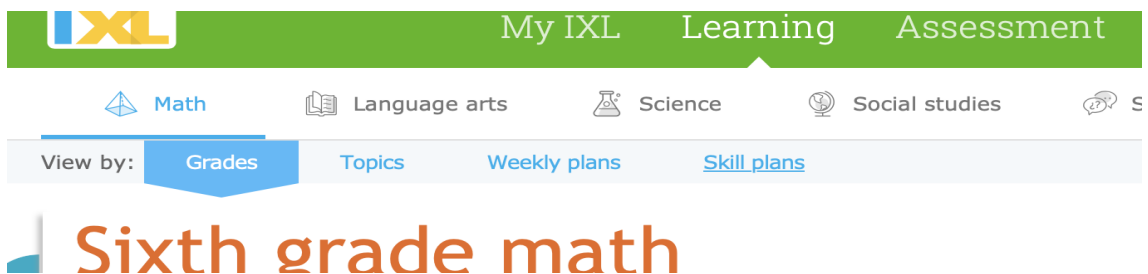 IXL My IXL Learning Assessment
Math Language arts Science Social studies S
View by: Grades Topics Weekly plans Skill plans
Sixth grade math